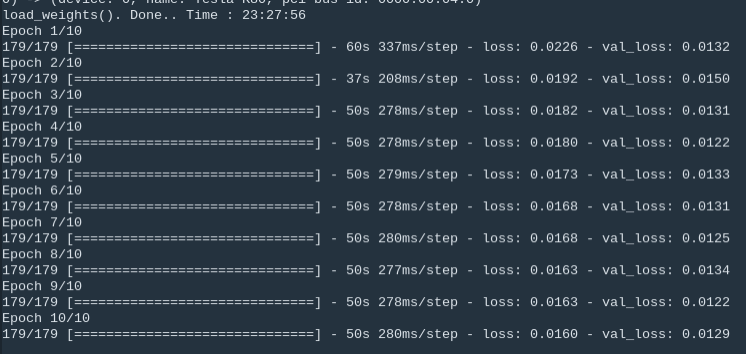 load_weights(). Done.. Time : 23:27:56
Epoch 1/10
179/179 [==============================] - 60s 337ms/step - loss: 0.0226 - val_loss: 0.0132
Epoch 2/10
179/179 [==============================] - 37s 208ms/step - loss: 0.0192 - val_loss: 0.0150
Epoch 3/10
179/179 [==============================] - 50s 278ms/step - loss: 0.0182 - val_loss: 0.0131
Epoch 4/10
179/179 [==============================] - 50s 278ms/step - loss: 0.0180 - val_loss: 0.0122
Epoch 5/10
179/179 [==============================] - 50s 279ms/step - loss: 0.0173 - val_loss: 0.0133
Epoch 6/10
179/179 [==============================] - 50s 278ms/step - loss: 0.0168 - val_loss: 0.0131
Epoch 7/10
179/179 [==============================] - 50s 280ms/step - loss: 0.0168 - val_loss: 0.0125
Epoch 8/10
179/179 [==============================] - 50s 277ms/step - loss: 0.0163 - val_loss: 0.0134
Epoch 9/10
179/179 [==============================] - 50s 278ms/step - loss: 0.0163 - val_loss: 0.0122
Epoch 10/10
179/179 [==============================] - 50s 280ms/step - loss: 0.0160 - val_loss: 0.0129